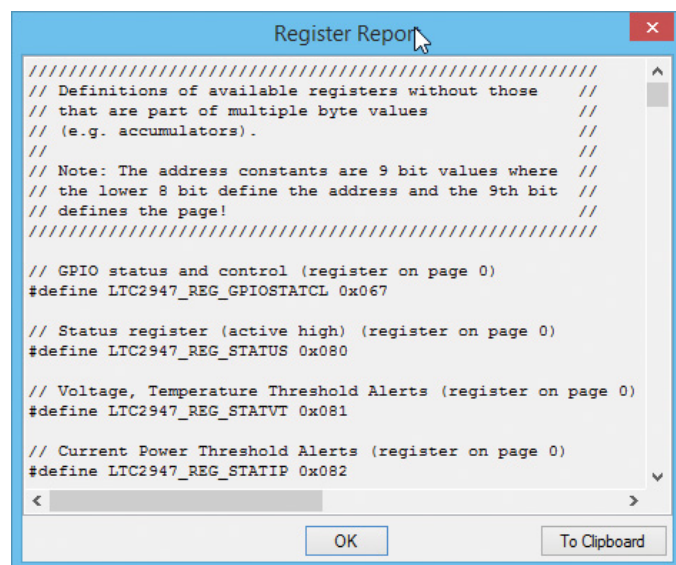 Register Report
//////////////////////////////////////////////////////////
// Definitions of available registers without those    //
// that are part of multiple byte values               //
// (e.g. accumulators).                                //
//                                                     //
// Note: The address constants are 9 bit values where  //
// the lower 8 bit define the address and the 9th bit  //
// defines the page!                                   //
//////////////////////////////////////////////////////////
// GPIO status and control (register on page 0)
#define LTC2947_REG_GPIOSTATCL 0x067
// Status register (active high) (register on page 0)
#define LTC2947_REG_STATUS 0x080
// Voltage, Temperature Threshold Alerts (register on page 0)
#define LTC2947_REG_STATVT 0x081
// Current Power Threshold Alerts (register on page 0)
#define LTC2947_REG_STATIP 0x082
OK
To Clipboard